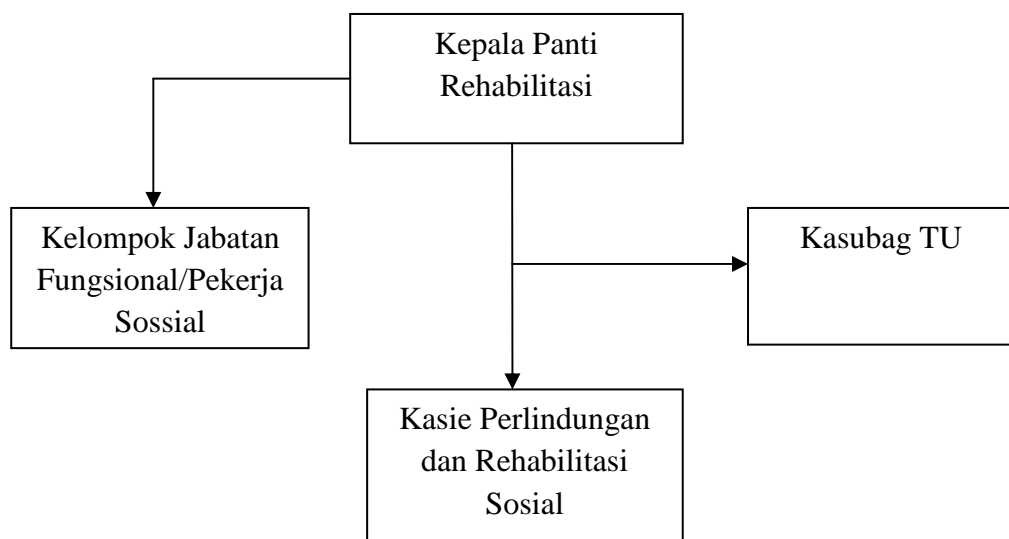 Kepala Panti
Rehabilitasi
Kelompok Jabatan
Fungsional/Pekerja
Sossial
Kasubag TU
Kasie Perlindungan
dan Rehabilitasi
Sosial